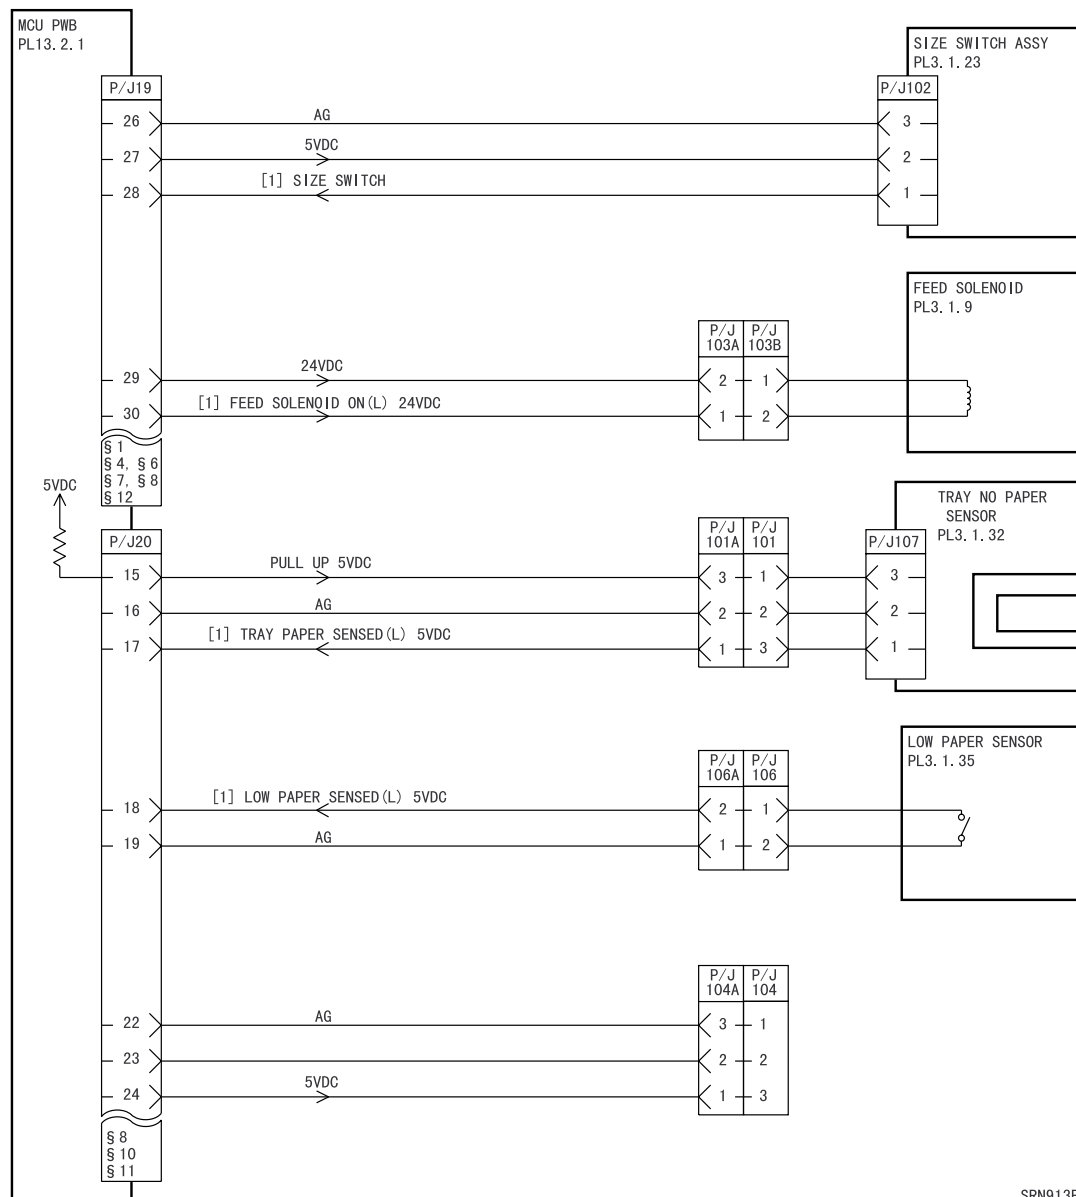 MCU PWB
PL13.2.1
SIZE SWITCH ASSY
PL3.1.23
P/J19
P/J102
26
AG
3
27
5VDC
2
28
[1] SIZE SWITCH
1
FEED SOLENOID
PL3.1.9
P/J
103A
P/J
103B
29
24VDC
2
1
30
[1] FEED SOLENOID ON(L) 24VDC
1
2
§1
§4, §6
§7, §8
§12
5VDC
TRAY NO PAPER
SENSOR
PL3.1.32
P/J20
P/J
101A
P/J
101
P/J107
15
PULL UP 5VDC
3
1
3
16
AG
2
2
2
17
[1] TRAY PAPER SENSED(L) 5VDC
1
3
1
LOW PAPER SENSOR
PL3.1.35
P/J
106A
P/J
106
18
[1] LOW PAPER SENSED(L) 5VDC
2
1
19
AG
1
2
P/J
104A
P/J
104
22
AG
3
1
23
2
2
24
5VDC
1
3
§8
§10
§11